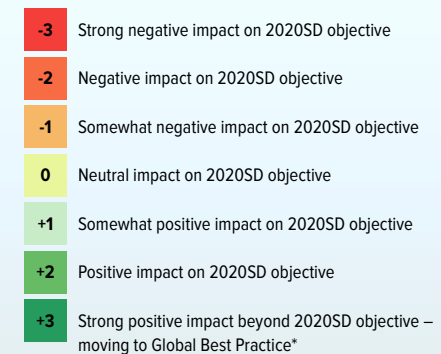 -3 Strong negative impact on 2020SD objective
-2 Negative impact on 2020SD objective
-1 Somewhat negative impact on 2020SD objective
0 Neutral impact on 2020SD objective
+1 Somewhat positive impact on 2020SD objective
+2 Positive impact on 2020SD objective
+3 Strong positive impact beyond 2020SD objective –
moving to Global Best Practice*